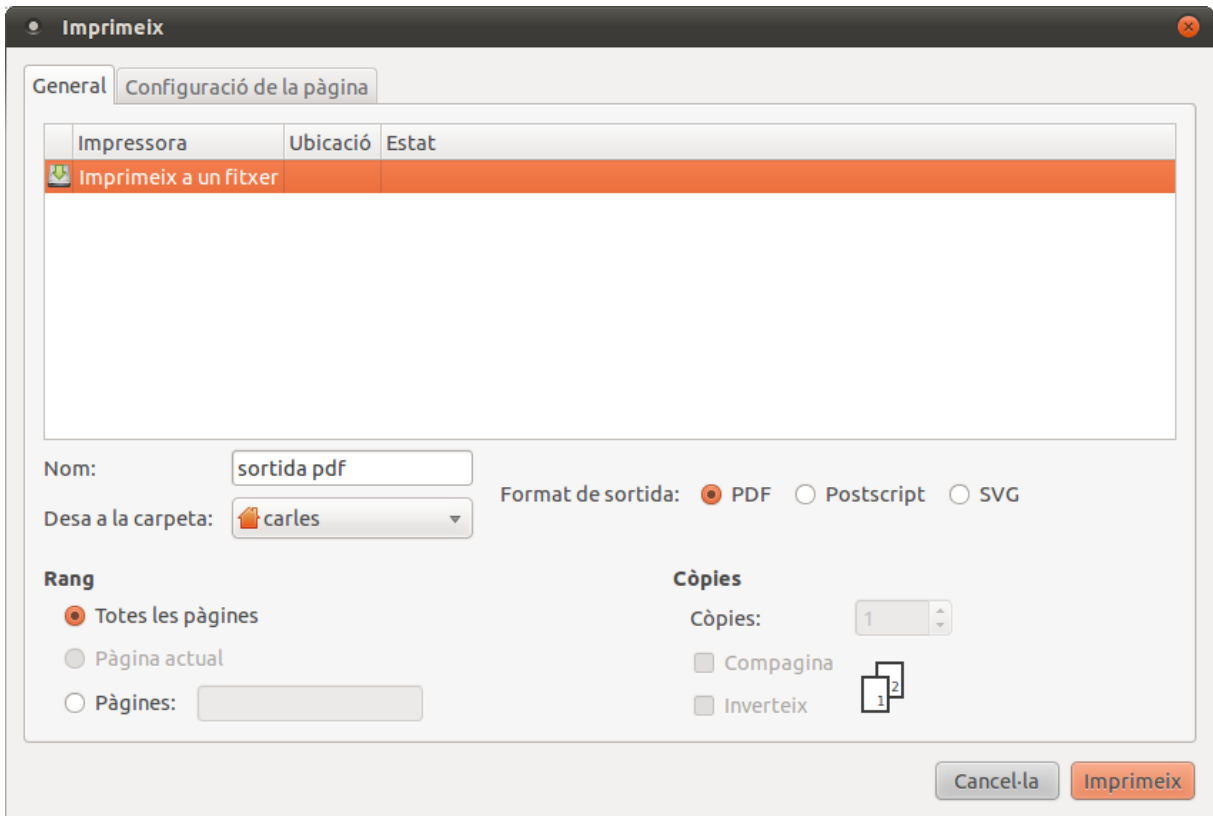 Imprimeix
General Configuració de la pàgina
Impressora Ubicació Estat
Imprimeix a un fitxer
Nom: sortida pdf
Format de sortida: PDF Postscript SVG
Desa a la carpeta: carles
Rang
Totes les pàgines
Pàgina actual
Pàgines:
Còpies
Còpies: 1
Compagina
Inverteix
1 2
Cancel·la Imprimeix